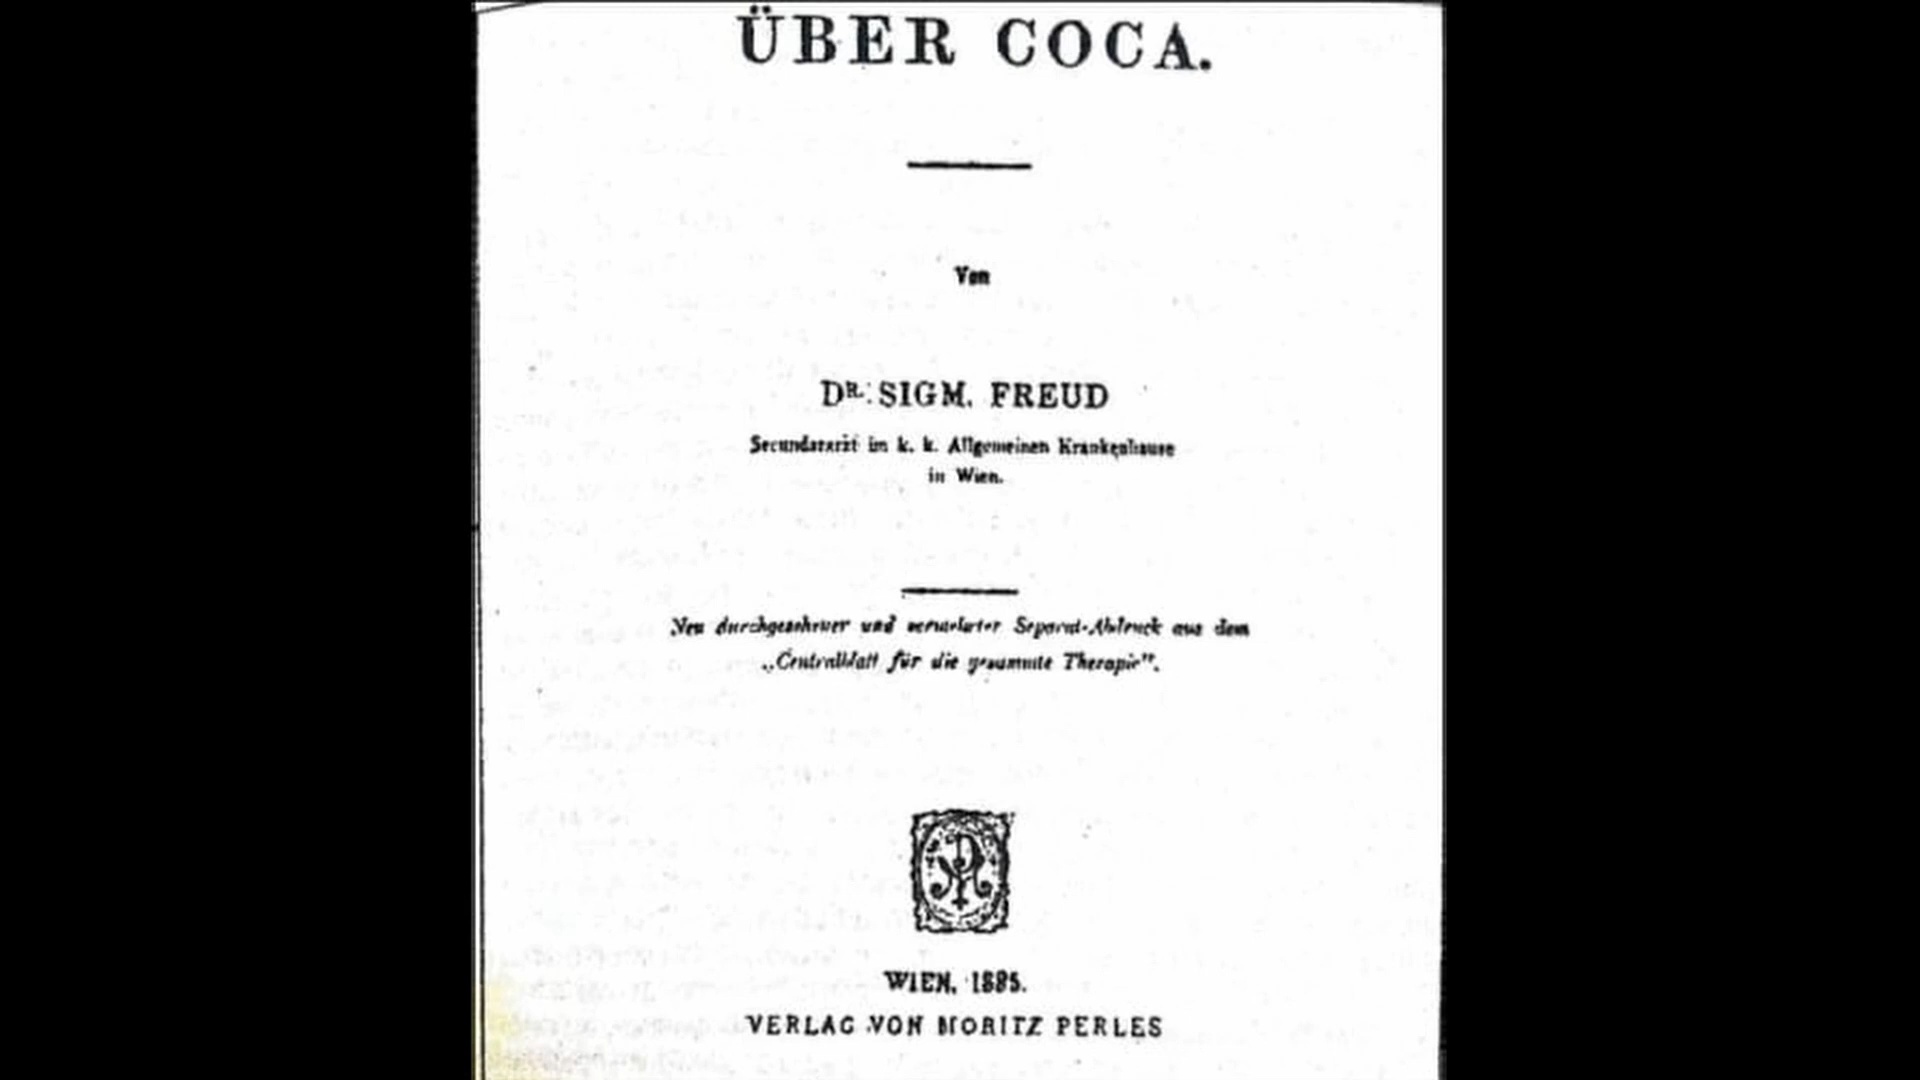 ÜBER COCA.
Von
DR. SIGM. FREUD
Secundararzt im k. k. Allgemeinen Krankenhause
in Wien.
Neu durchgesehener und vermehrter Separat-Abdruck aus dem
„Centralblatt für die gesammte Therapie".
WIEN, 1885.
VERLAG VON MORITZ PERLES